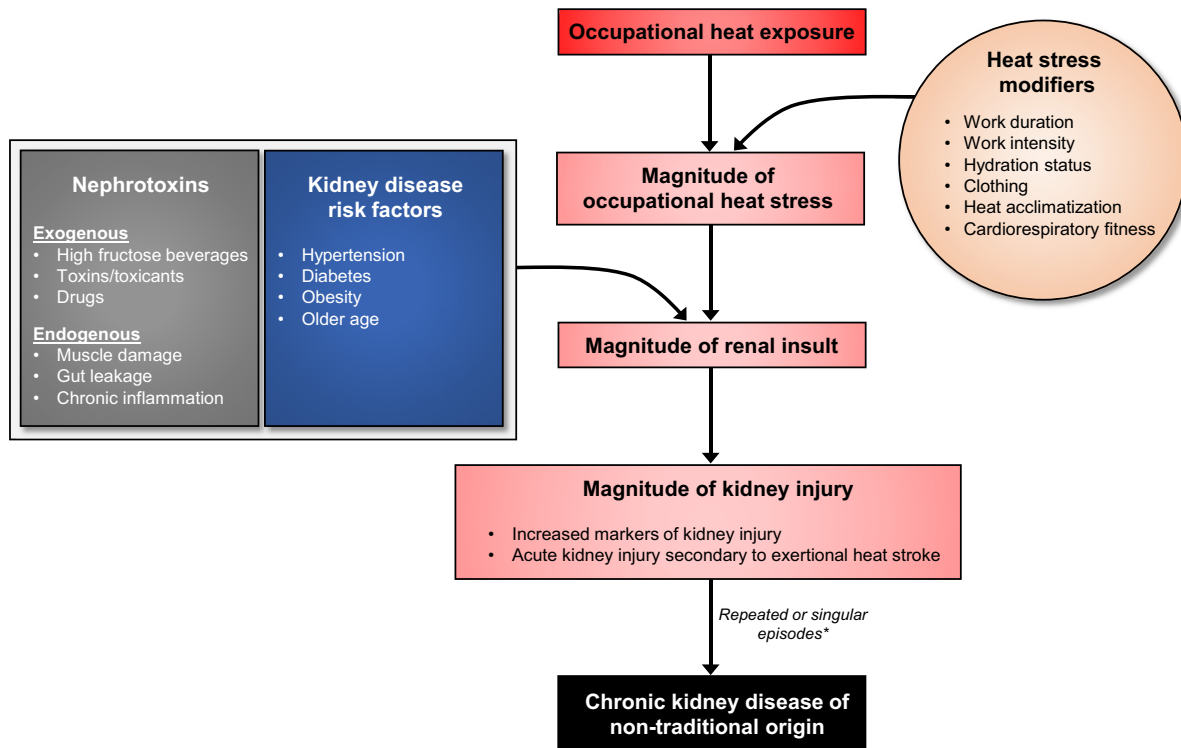 Occupational heat exposure
Heat stress
modifiers
• Work duration
• Work intensity
• Hydration status
• Clothing
• Heat acclimatization
• Cardiorespiratory fitness
Magnitude of
occupational heat stress
Nephrotoxins
Exogenous
• High fructose beverages
• Toxins/toxicants
• Drugs
Endogenous
• Muscle damage
• Gut leakage
• Chronic inflammation
Kidney disease
risk factors
• Hypertension
• Diabetes
• Obesity
• Older age
Magnitude of renal insult
Magnitude of kidney injury
• Increased markers of kidney injury
• Acute kidney injury secondary to exertional heat stroke
Repeated or singular
episodes*
Chronic kidney disease of
non-traditional origin